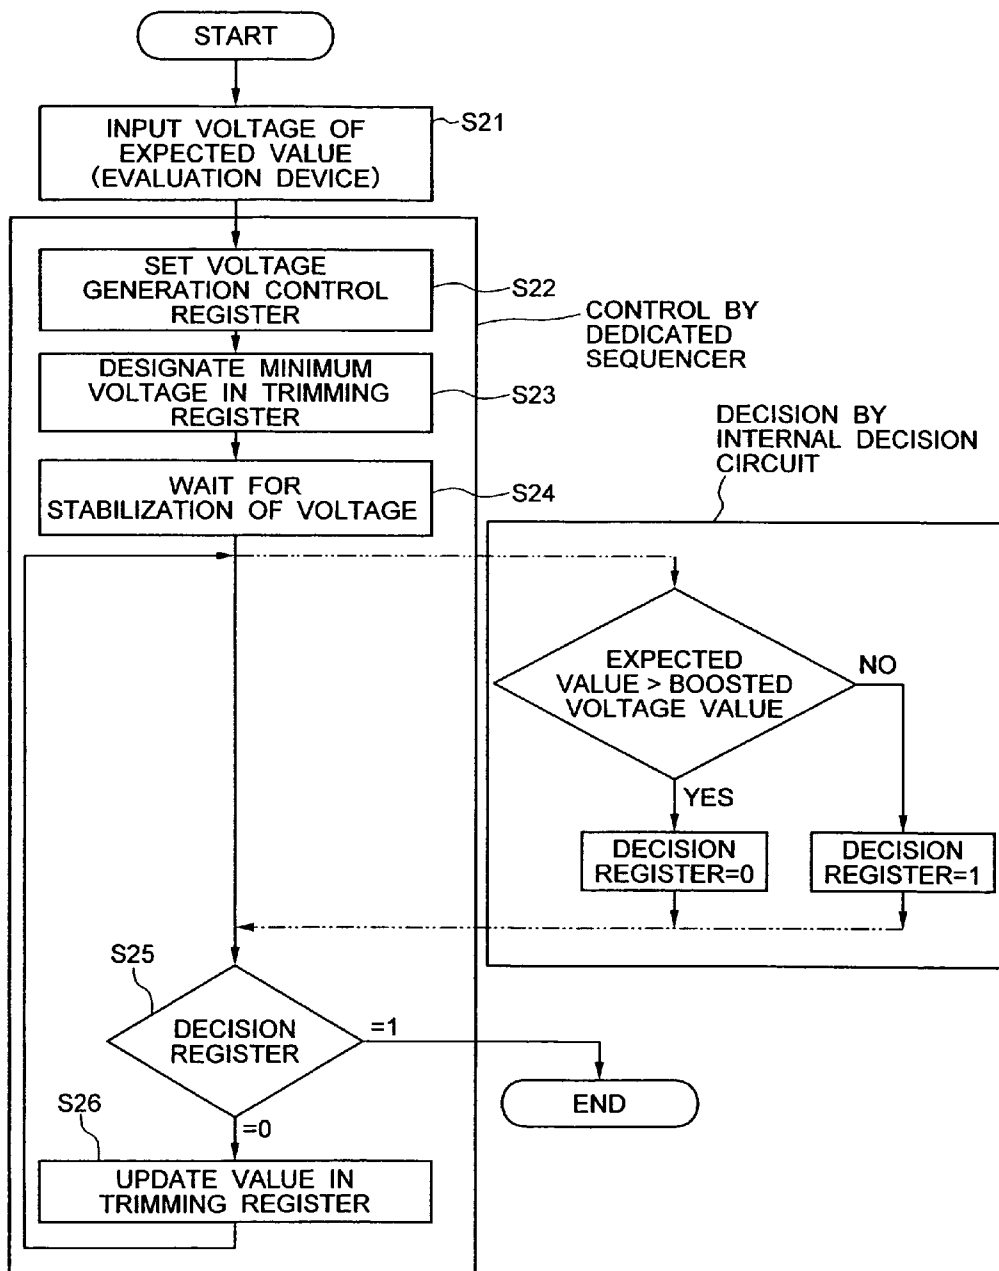 START
INPUT VOLTAGE OF
EXPECTED VALUE
(EVALUATION DEVICE)
S21
SET VOLTAGE
GENERATION CONTROL
REGISTER
S22
CONTROL BY
DEDICATED
SEQUENCER
DESIGNATE MINIMUM
VOLTAGE IN TRIMMING
REGISTER
S23
DECISION BY
INTERNAL DECISION
CIRCUIT
WAIT FOR
STABILIZATION OF VOLTAGE
S24
EXPECTED
VALUE > BOOSTED
VOLTAGE VALUE
NO
YES
DECISION
REGISTER=0
DECISION
REGISTER=1
S25
DECISION
REGISTER
=1
END
=0
S26
UPDATE VALUE IN
TRIMMING REGISTER